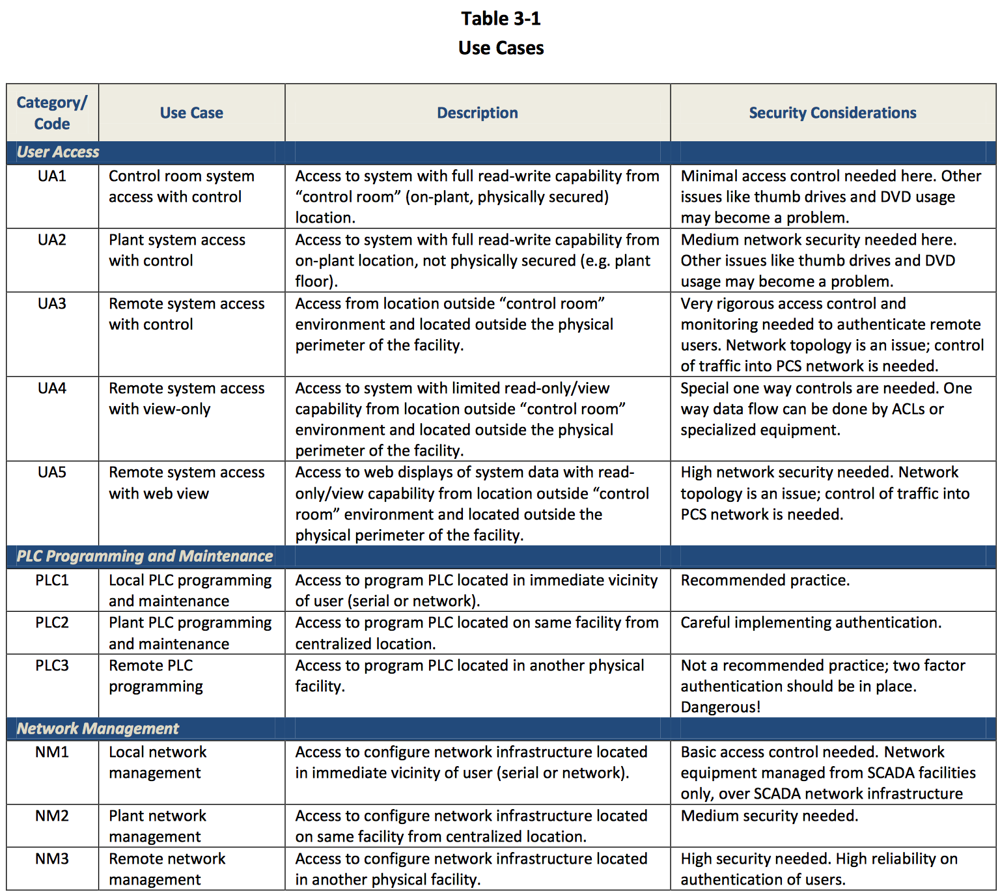 Table 3-1
Use Cases
Category/
Code
Use Case
Description
Security Considerations
User Access
UA1
Control room system
access with control
Access to system with full read-write capability from
“control room” (on-plant, physically secured)
location.
Minimal access control needed here. Other
issues like thumb drives and DVD usage
may become a problem.
UA2
Plant system access
with control
Access to system with full read-write capability from
on-plant location, not physically secured (e.g. plant
floor).
Medium network security needed here.
Other issues like thumb drives and DVD
usage may become a problem.
UA3
Remote system access
with control
Access from location outside “control room”
environment and located outside the physical
perimeter of the facility.
Very rigorous access control and
monitoring needed to authenticate remote
users. Network topology is an issue; control
of traffic into PCS network is needed.
UA4
Remote system access
with view-only
Access to system with limited read-only/view
capability from location outside “control room”
environment and located outside the physical
perimeter of the facility.
Special one way controls are needed. One
way data flow can be done by ACLs or
specialized equipment.
UA5
Remote system access
with web view
Access to web displays of system data with read-
only/view capability from location outside “control
room” environment and located outside the
physical perimeter of the facility.
High network security needed. Network
topology is an issue; control of traffic into
PCS network is needed.
PLC Programming and Maintenance
PLC1
Local PLC programming
and maintenance
Access to program PLC located in immediate vicinity
of user (serial or network).
Recommended practice.
PLC2
Plant PLC programming
and maintenance
Access to program PLC located on same facility from
centralized location.
Careful implementing authentication.
PLC3
Remote PLC
programming
Access to program PLC located in another physical
facility.
Not a recommended practice; two factor
authentication should be in place.
Dangerous!
Network Management
NM1
Local network
management
Access to configure network infrastructure located
in immediate vicinity of user (serial or network).
Basic access control needed. Network
equipment managed from SCADA facilities
only, over SCADA network infrastructure
NM2
Plant network
management
Access to configure network infrastructure located
on same facility from centralized location.
Medium security needed.
NM3
Remote network
management
Access to configure network infrastructure located
in another physical facility.
High security needed. High reliability on
authentication of users.